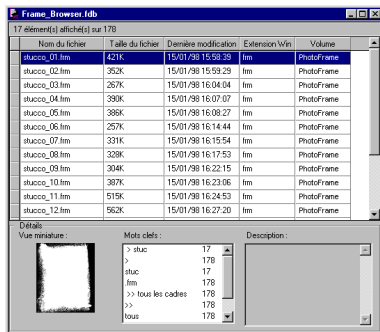 Frame_Browser.fdb
17 élément(s) affiché(s) sur 178
Nom du fichier Taille du fichier Dernière modification Extension Win Volume
stucco_01.frm 421K 15/01/98 15:58:39 frm PhotoFrame
stucco_02.frm 352K 15/01/98 15:59:29 frm PhotoFrame
stucco_03.frm 267K 15/01/98 16:04:04 frm PhotoFrame
stucco_04.frm 390K 15/01/98 16:07:07 frm PhotoFrame
stucco_05.frm 386K 15/01/98 16:08:27 frm PhotoFrame
stucco_06.frm 257K 15/01/98 16:14:44 frm PhotoFrame
stucco_07.frm 331K 15/01/98 16:15:54 frm PhotoFrame
stucco_08.frm 328K 15/01/98 16:17:53 frm PhotoFrame
stucco_09.frm 304K 15/01/98 16:22:15 frm PhotoFrame
stucco_10.frm 387K 15/01/98 16:23:06 frm PhotoFrame
stucco_11.frm 515K 15/01/98 16:24:53 frm PhotoFrame
stucco_12.frm 562K 15/01/98 16:27:20 frm PhotoFrame
Détails
Vue miniature : Mots clefs : Description :
> stuc 17
> 178
stuc 17
.frm 178
>> tous les cadres 178
>> 178
tous 178